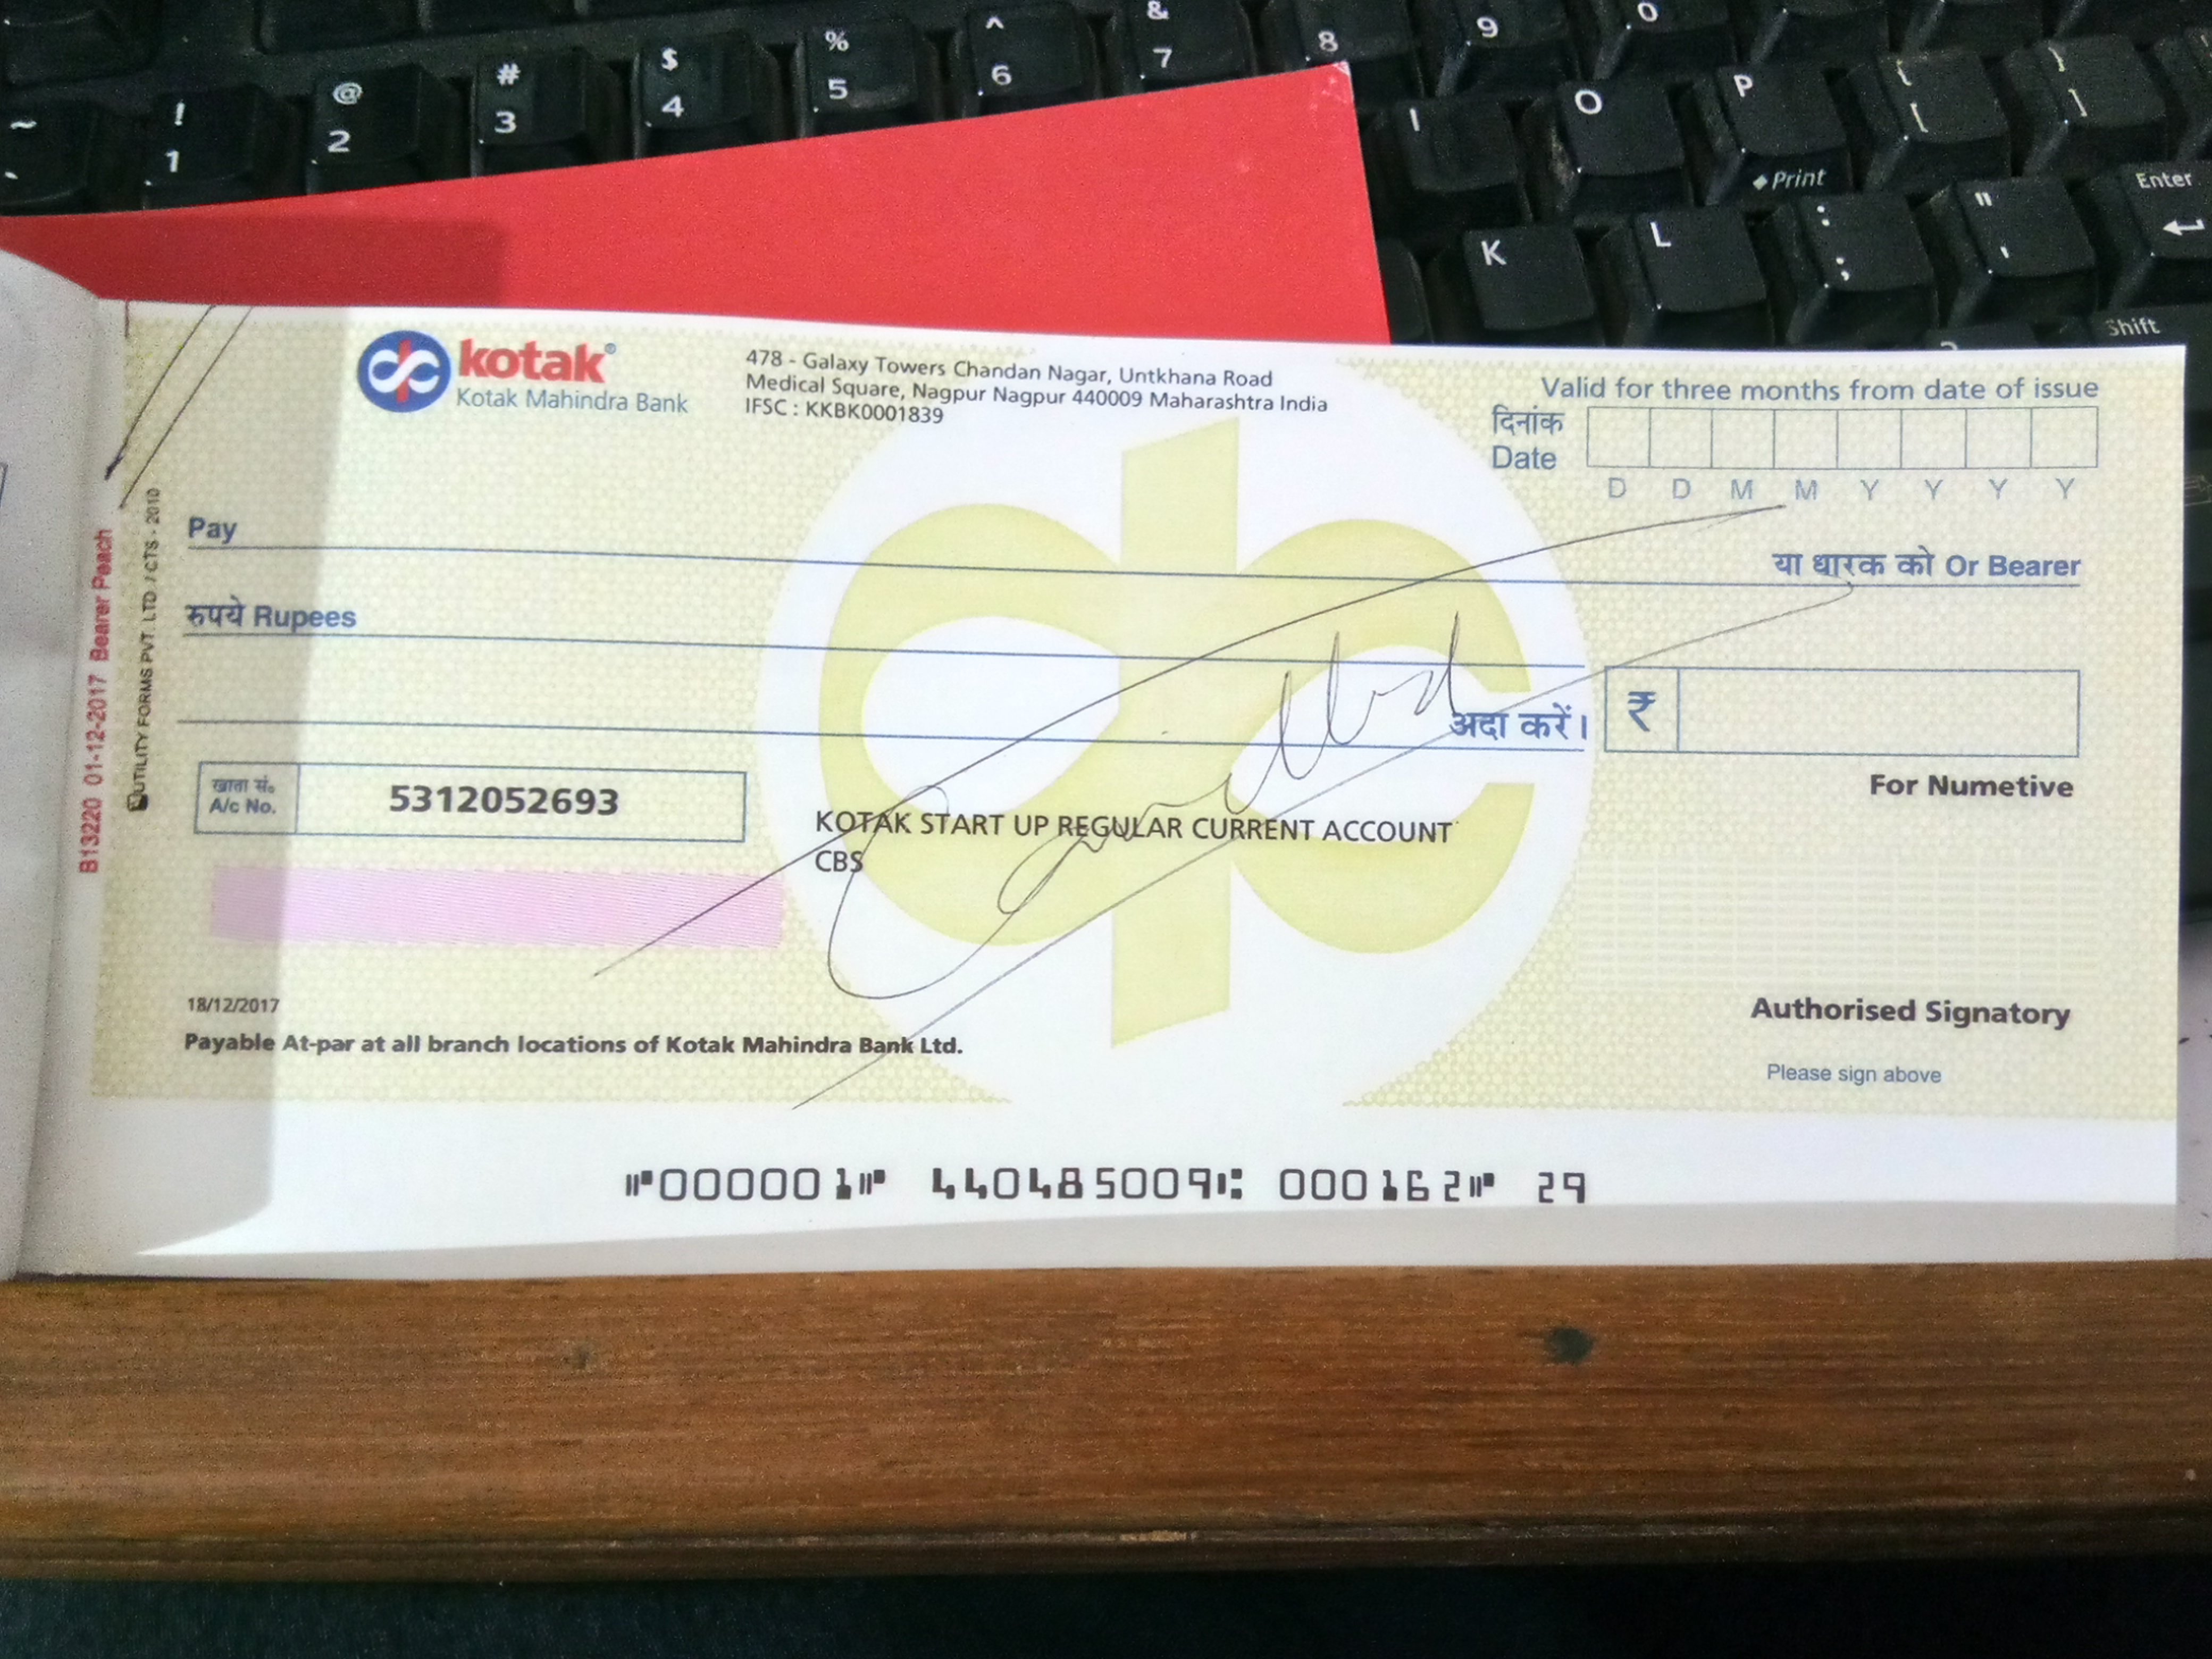 ~ ! @ # $ % ^ & 8 9 0
` 1 2 3 4 5 6 7
I O P { }
[ ]
Print
K L : " Enter
; '
Shift
kotak®
Kotak Mahindra Bank
478 - Galaxy Towers Chandan Nagar, Untkhana Road
Medical Square, Nagpur Nagpur 440009 Maharashtra India
IFSC : KKBK0001839
Valid for three months from date of issue
दिनांक
Date
D D M M Y Y Y Y
Pay
या धारक को Or Bearer
रुपये Rupees
अदा करें।
₹
खाता सं.
A/c No.
5312052693
For Numetive
KOTAK START UP REGULAR CURRENT ACCOUNT
CBS
Cancelled
18/12/2017
Payable At-par at all branch locations of Kotak Mahindra Bank Ltd.
Authorised Signatory
Please sign above
⑈000001⑈ 440485009⑆ 000162⑈ 29
B13220 01-12-2017 Bearer Peach
UTILITY FORMS PVT. LTD. / CTS - 2010